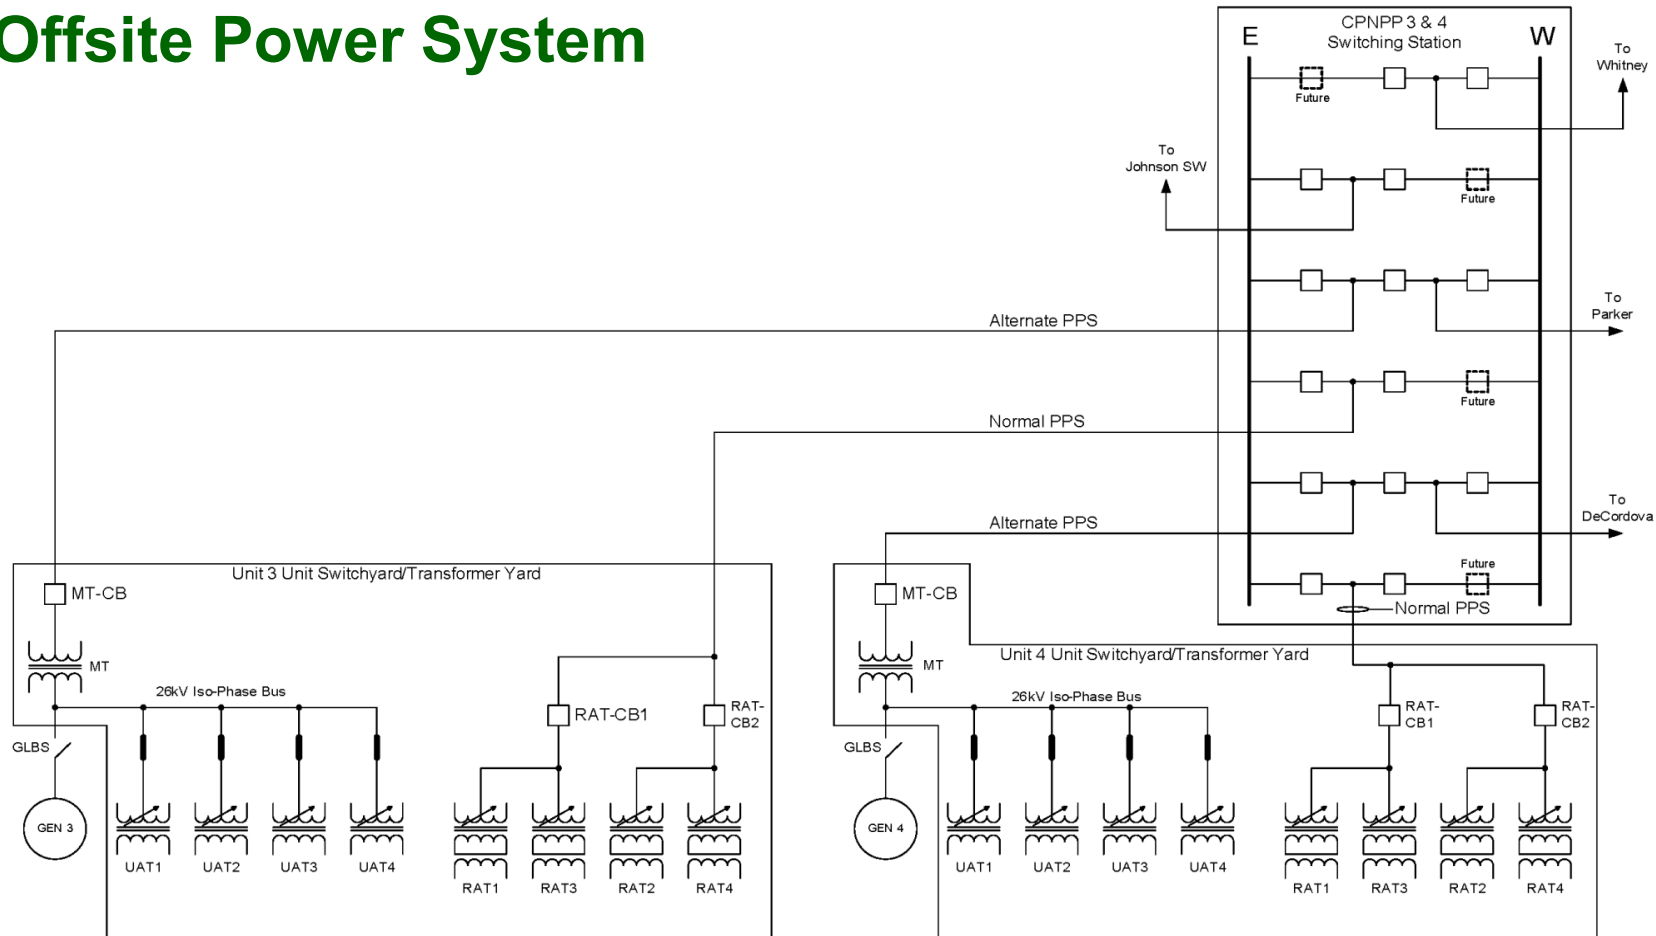 Offsite Power System
CPNPP 3 & 4
Switching Station
E
W
To
Whitney
Future
To
Johnson SW
Future
To
Parker
Alternate PPS
Future
Normal PPS
To
DeCordova
Alternate PPS
Future
Normal PPS
Unit 3 Unit Switchyard/Transformer Yard
MT-CB
MT
26kV Iso-Phase Bus
RAT-CB1
RAT-
CB2
GLBS
GEN 3
UAT1
UAT2
UAT3
UAT4
RAT1
RAT3
RAT2
RAT4
MT-CB
Unit 4 Unit Switchyard/Transformer Yard
MT
26kV Iso-Phase Bus
RAT-
CB1
RAT-
CB2
GLBS
GEN 4
UAT1
UAT2
UAT3
UAT4
RAT1
RAT3
RAT2
RAT4